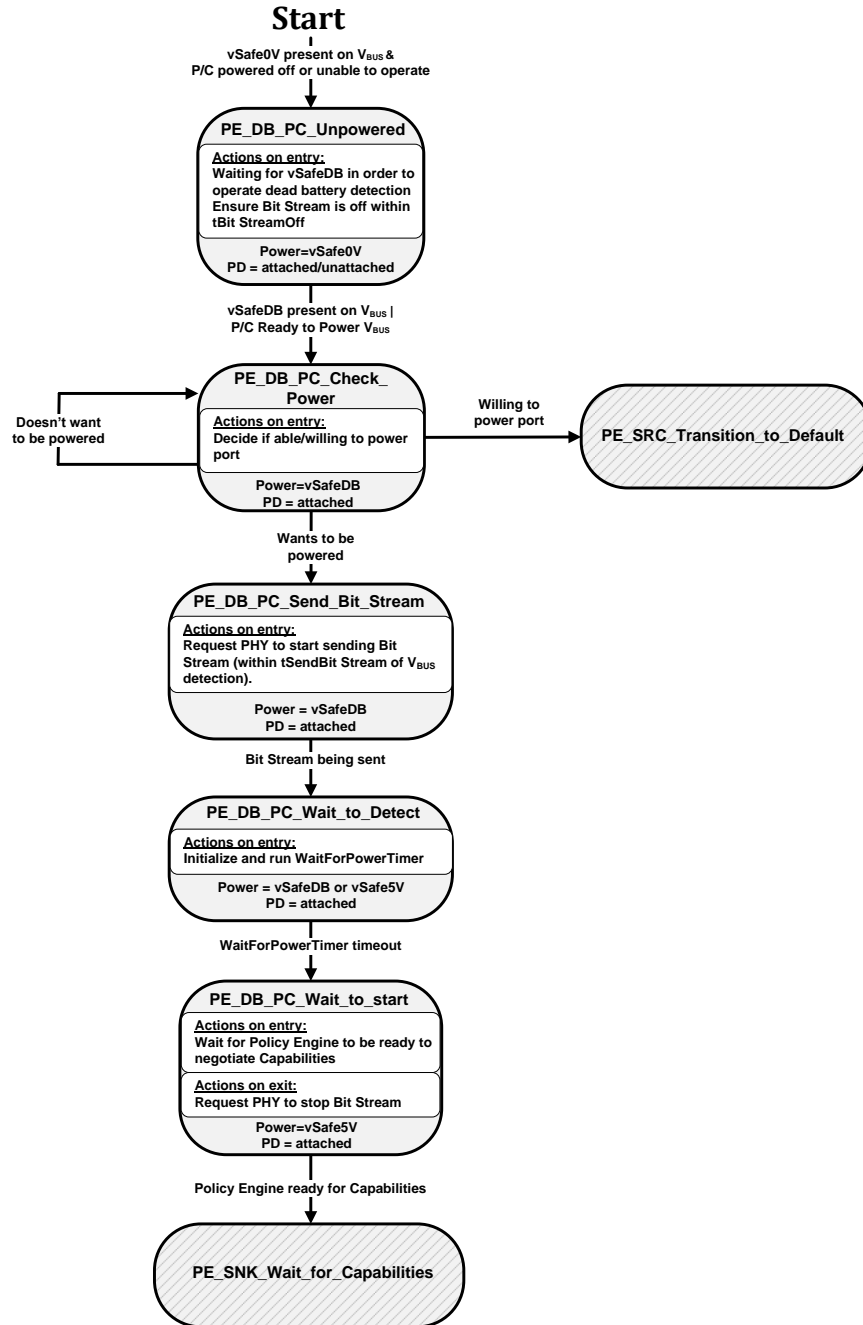 Start
vSafe0V present on VBUS &
P/C powered off or unable to operate
PE_DB_PC_Unpowered
Actions on entry:
Waiting for vSafeDB in order to
operate dead battery detection
Ensure Bit Stream is off within
tBit StreamOff
Power=vSafe0V
PD = attached/unattached
vSafeDB present on VBUS |
P/C Ready to Power VBUS
PE_DB_PC_Check_
Power
Actions on entry:
Decide if able/willing to power
port
Power=vSafeDB
PD = attached
Doesn't want
to be powered
Willing to
power port
PE_SRC_Transition_to_Default
Wants to be
powered
PE_DB_PC_Send_Bit_Stream
Actions on entry:
Request PHY to start sending Bit
Stream (within tSendBit Stream of VBUS
detection).
Power = vSafeDB
PD = attached
Bit Stream being sent
PE_DB_PC_Wait_to_Detect
Actions on entry:
Initialize and run WaitForPowerTimer
Power = vSafeDB or vSafe5V
PD = attached
WaitForPowerTimer timeout
PE_DB_PC_Wait_to_start
Actions on entry:
Wait for Policy Engine to be ready to
negotiate Capabilities
Actions on exit:
Request PHY to stop Bit Stream
Power=vSafe5V
PD = attached
Policy Engine ready for Capabilities
PE_SNK_Wait_for_Capabilities